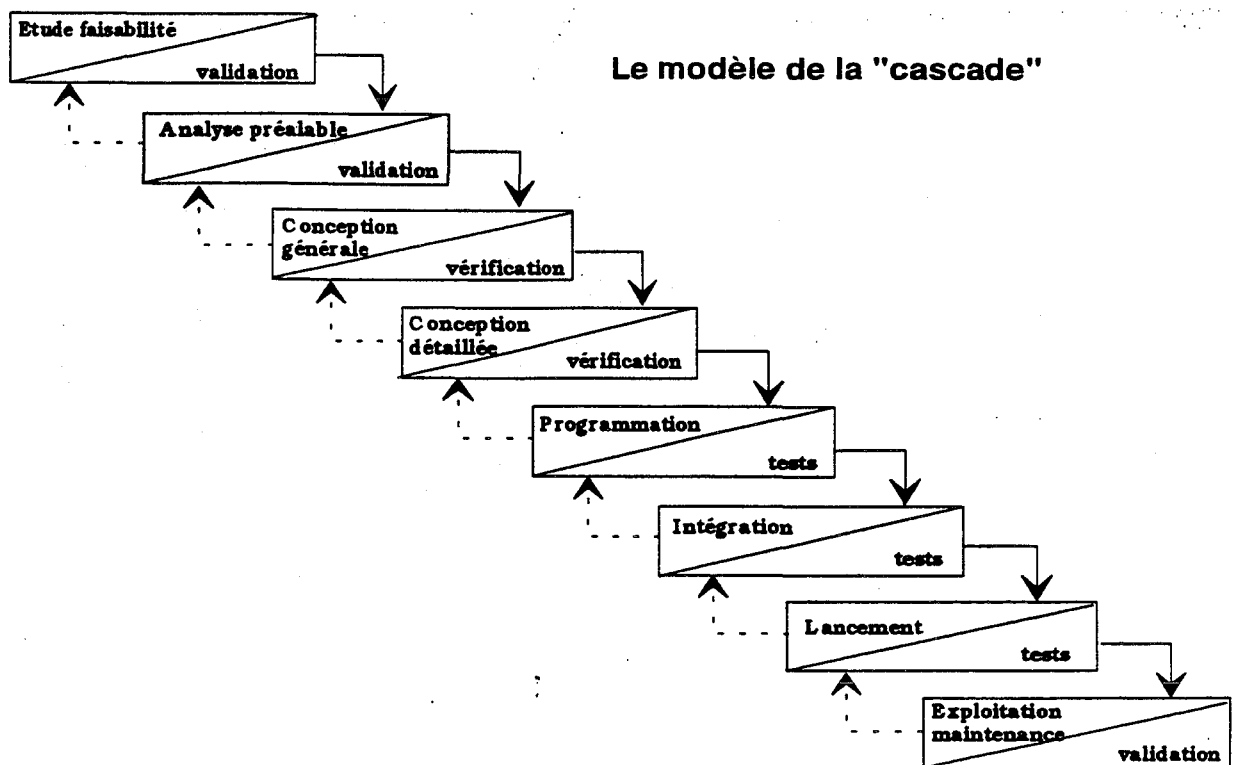 Etude faisabilité
validation
Le modèle de la "cascade"
Analyse préalable
validation
Conception
générale
vérification
Conception
détaillée
vérification
Programmation
tests
Intégration
tests
Lancement
tests
Exploitation
maintenance
validation